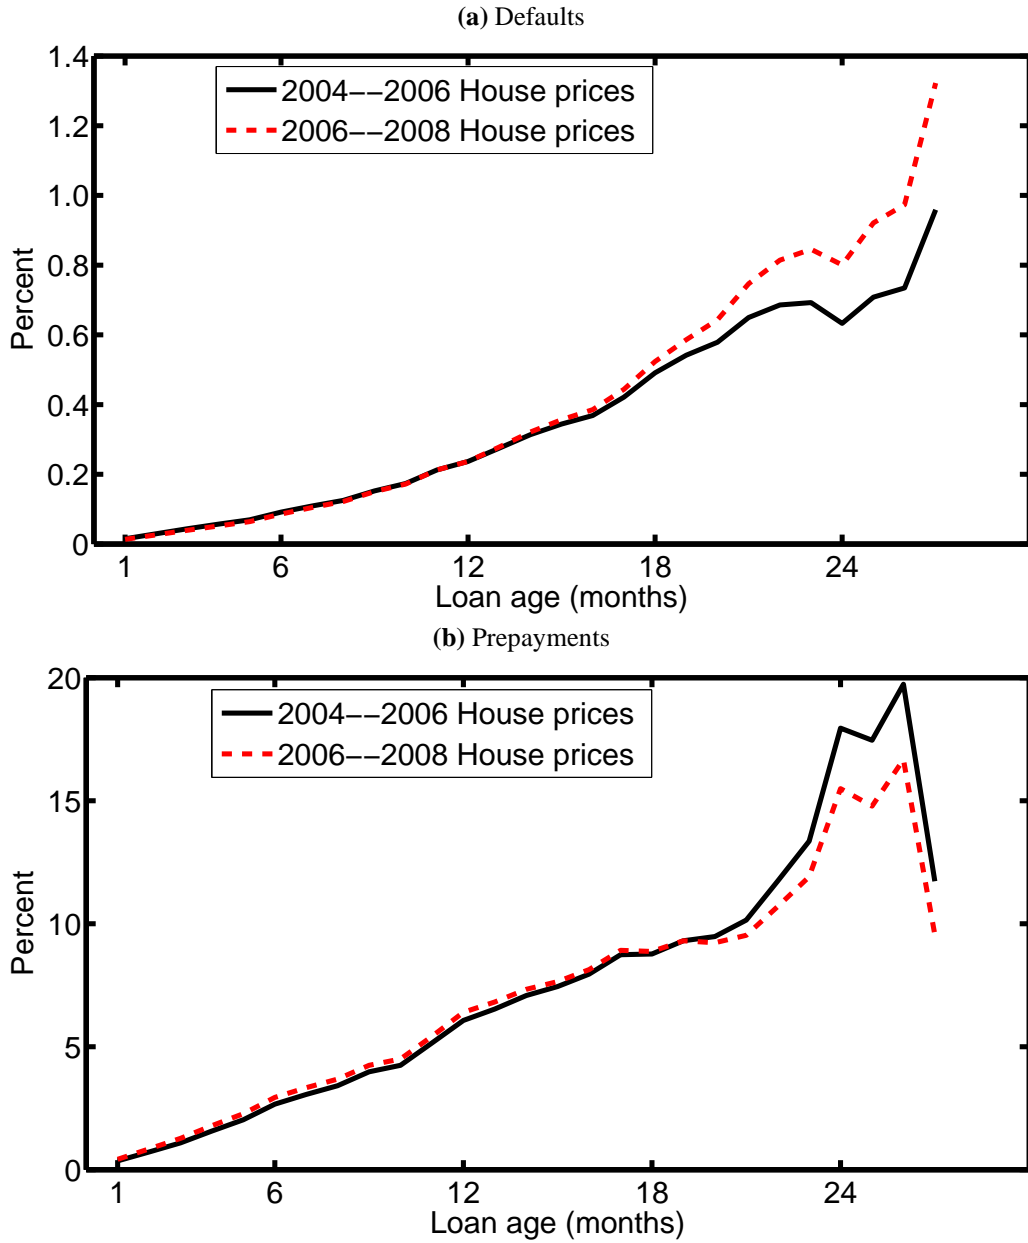 (a) Defaults
1.4
1.2
1.0
0.8
0.6
0.4
0.2
0
Percent
2004−−2006 House prices
2006−−2008 House prices
1 6 12 18 24
Loan age (months)
(b) Prepayments
20
15
10
5
0
Percent
2004−−2006 House prices
2006−−2008 House prices
1 6 12 18 24
Loan age (months)